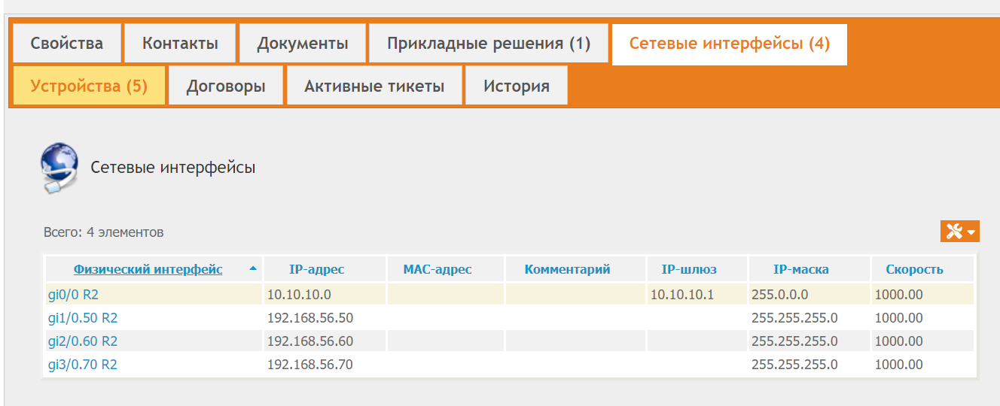 Свойства Контакты Документы Прикладные решения (1) Сетевые интерфейсы (4)
Устройства (5) Договоры Активные тикеты История
Сетевые интерфейсы
Всего: 4 элементов
Физический интерфейс IP-адрес MAC-адрес Комментарий IP-шлюз IP-маска Скорость
gi0/0 R2 10.10.10.0 10.10.10.1 255.0.0.0 1000.00
gi1/0.50 R2 192.168.56.50 255.255.255.0 1000.00
gi2/0.60 R2 192.168.56.60 255.255.255.0 1000.00
gi3/0.70 R2 192.168.56.70 255.255.255.0 1000.00